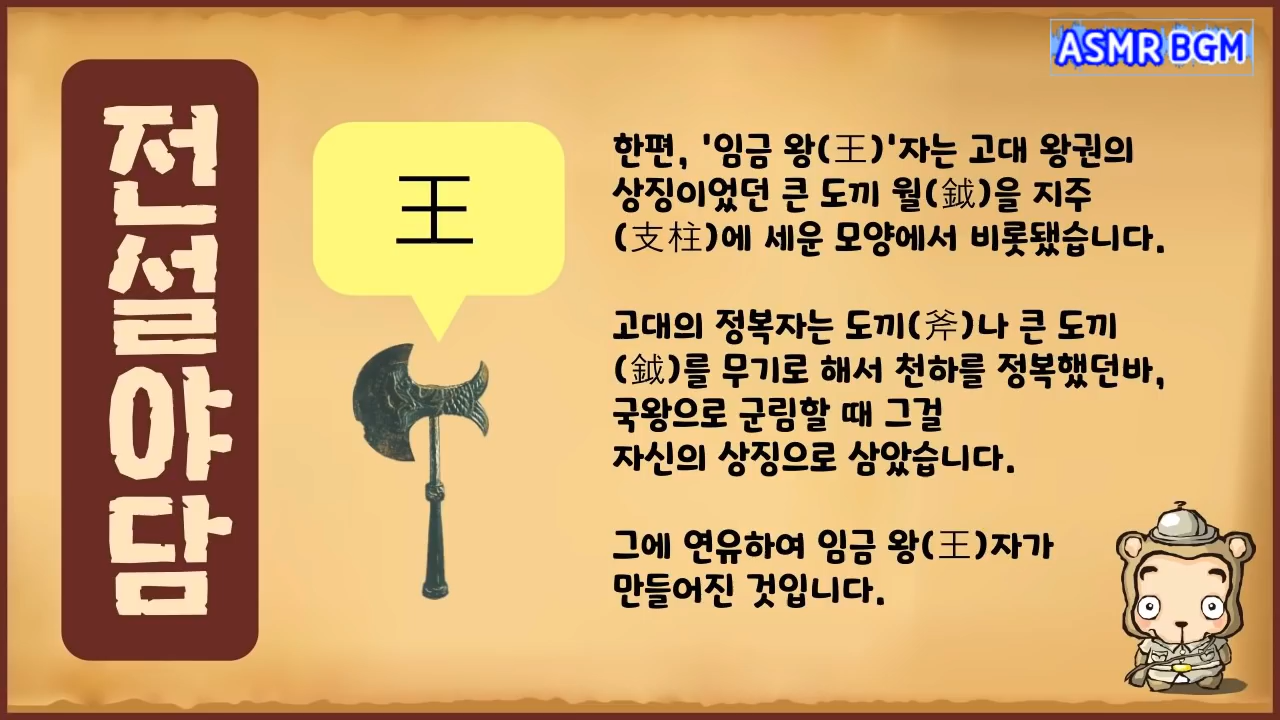 ASMR BGM
전설야담
王
한편, '임금 왕(王)'자는 고대 왕권의
상징이었던 큰 도끼 월(鉞)을 지주
(支柱)에 세운 모양에서 비롯됐습니다.
고대의 정복자는 도끼(斧)나 큰 도끼
(鉞)를 무기로 해서 천하를 정복했던바,
국왕으로 군림할 때 그걸
자신의 상징으로 삼았습니다.
그에 연유하여 임금 왕(王)자가
만들어진 것입니다.